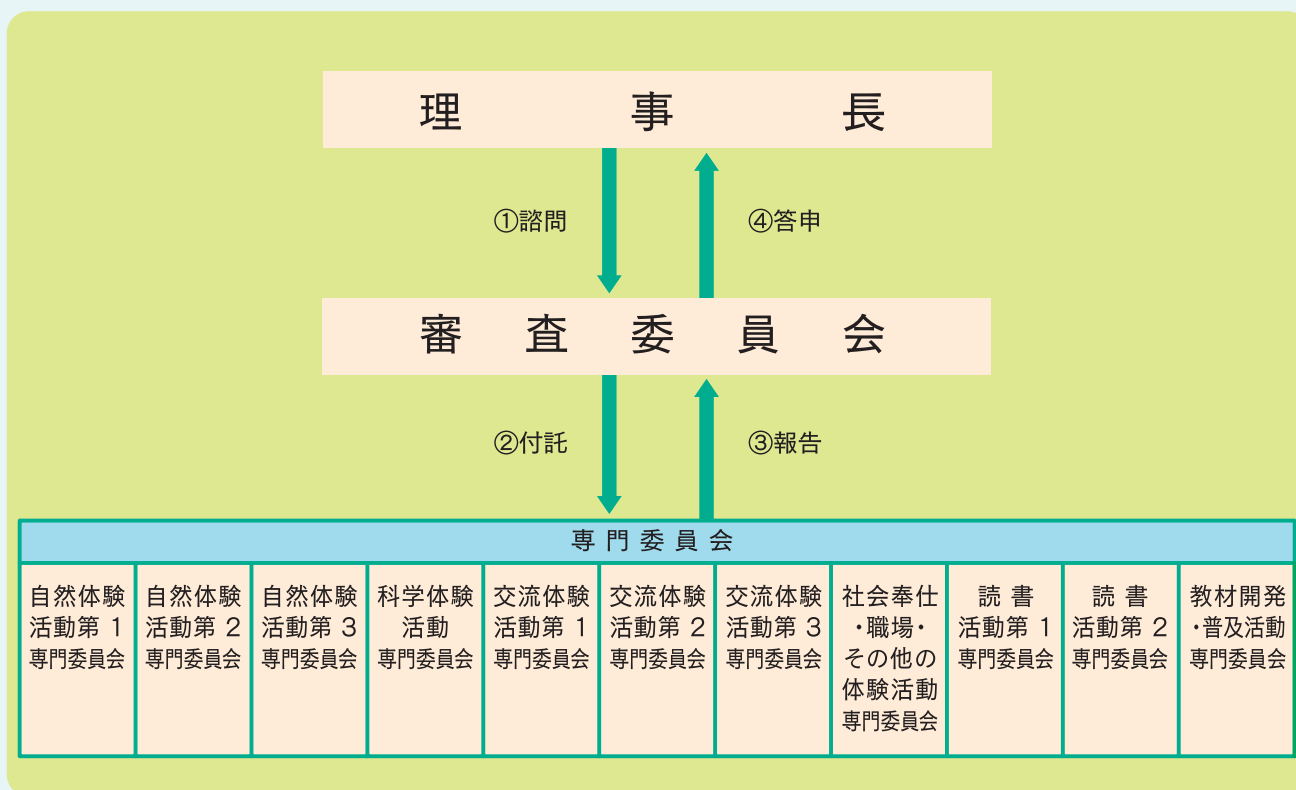 理事長
①諮問
④答申
審査委員会
②付託
③報告
専門委員会
自然体験
活動第1
専門委員会
自然体験
活動第2
専門委員会
自然体験
活動第3
専門委員会
科学体験
活動
専門委員会
交流体験
活動第1
専門委員会
交流体験
活動第2
専門委員会
交流体験
活動第3
専門委員会
社会奉仕
・職場・
その他の
体験活動
専門委員会
読書
活動第1
専門委員会
読書
活動第2
専門委員会
教材開発
・普及活動
専門委員会